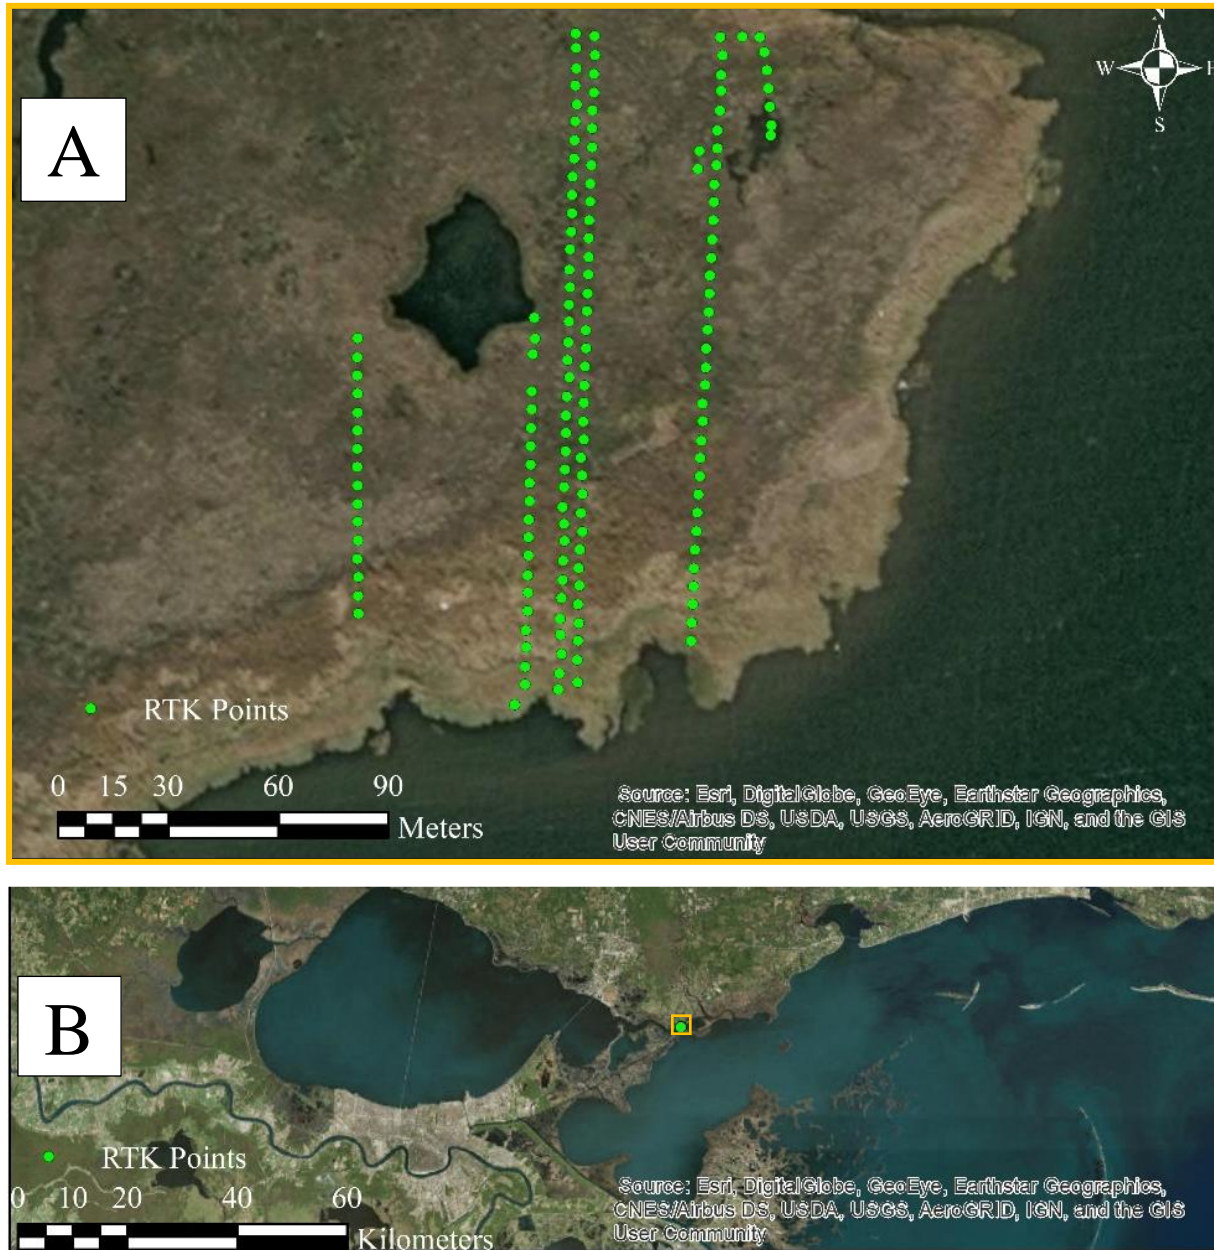 N
W
S
A
RTK Points
0 15 30 60 90
Meters
Source: Esri, DigitalGlobe, GeoEye, Earthstar Geographics,
CNES/Airbus DS, USDA, USGS, AeroGRID, IGN, and the GIS
User Community
B
RTK Points
0 10 20 40 60
Kilometers
Source: Esri, DigitalGlobe, GeoEye, Earthstar Geographics,
CNES/Airbus DS, USDA, USGS, AeroGRID, IGN, and the GIS
User Community